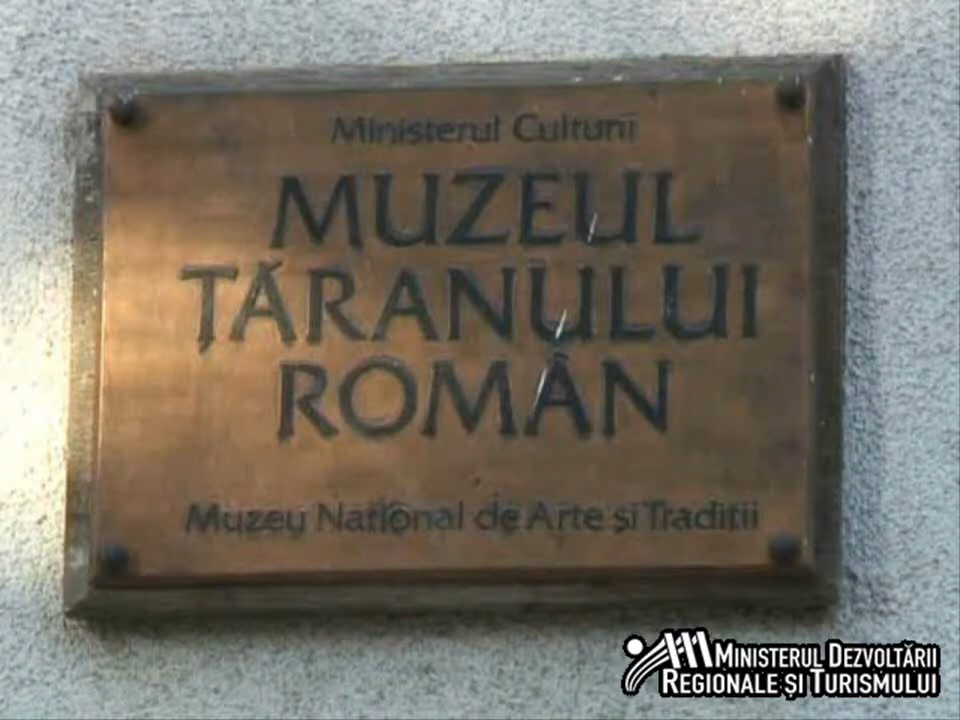 Ministerul Culturii
MUZEUL
ȚĂRANULUI
ROMÂN
Muzeu Național de Arte și Tradiții
MINISTERUL DEZVOLTĂRII
REGIONALE ȘI TURISMULUI